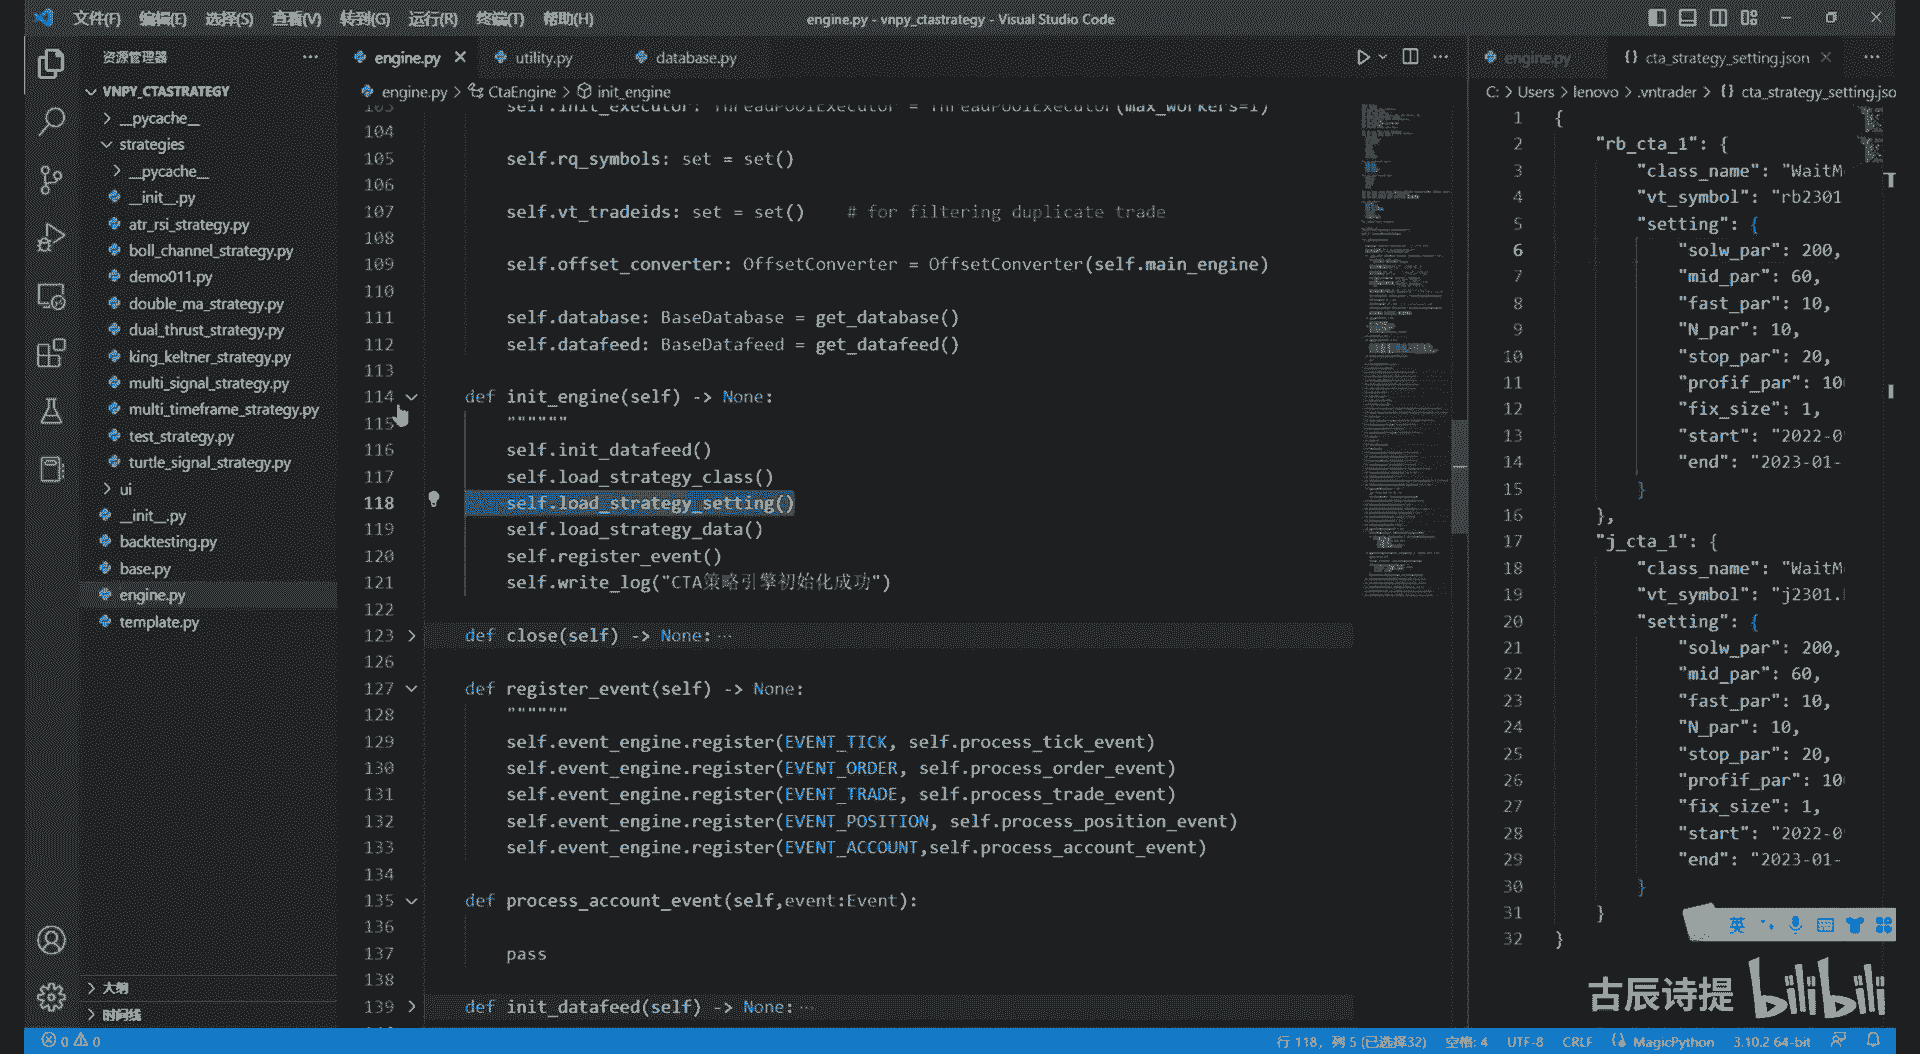 文件(F) 编辑(E) 选择(S) 查看(V) 转到(G) 运行(R) 终端(T) 帮助(H)
engine.py - vnpy_ctastrategy - Visual Studio Code
资源管理器
VNPY_CTASTRATEGY
__pycache__
strategies
__pycache__
__init__.py
atr_rsi_strategy.py
boll_channel_strategy.py
demo011.py
double_ma_strategy.py
dual_thrust_strategy.py
king_keltner_strategy.py
multi_signal_strategy.py
multi_timeframe_strategy.py
test_strategy.py
turtle_signal_strategy.py
ui
__init__.py
backtesting.py
base.py
engine.py
template.py
大纲
时间线
engine.py utility.py database.py
engine.py > CtaEngine > init_engine
103 self.init_executor: ThreadPoolExecutor = ThreadPoolExecutor(max_workers=1)
104
105 self.rq_symbols: set = set()
106
107 self.vt_tradeids: set = set() # for filtering duplicate trade
108
109 self.offset_converter: OffsetConverter = OffsetConverter(self.main_engine)
110
111 self.database: BaseDatabase = get_database()
112 self.datafeed: BaseDatafeed = get_datafeed()
113
114 def init_engine(self) -> None:
115 """"""
116 self.init_datafeed()
117 self.load_strategy_class()
118 self.load_strategy_setting()
119 self.load_strategy_data()
120 self.register_event()
121 self.write_log("CTA策略引擎初始化成功")
122
123 def close(self) -> None: ···
126
127 def register_event(self) -> None:
128 """"""
129 self.event_engine.register(EVENT_TICK, self.process_tick_event)
130 self.event_engine.register(EVENT_ORDER, self.process_order_event)
131 self.event_engine.register(EVENT_TRADE, self.process_trade_event)
132 self.event_engine.register(EVENT_POSITION, self.process_position_event)
133 self.event_engine.register(EVENT_ACCOUNT,self.process_account_event)
134
135 def process_account_event(self,event:Event):
136
137 pass
138
139 def init_datafeed(self) -> None: ···
engine.py {} cta_strategy_setting.json
C: > Users > lenovo > .vntrader > {} cta_strategy_setting.jso
1 {
2 "rb_cta_1": {
3 "class_name": "WaitM
4 "vt_symbol": "rb2301
5 "setting": {
6 "solw_par": 200,
7 "mid_par": 60,
8 "fast_par": 10,
9 "N_par": 10,
10 "stop_par": 20,
11 "profif_par": 10
12 "fix_size": 1,
13 "start": "2022-0
14 "end": "2023-01-
15 }
16 },
17 "j_cta_1": {
18 "class_name": "WaitM
19 "vt_symbol": "j2301.
20 "setting": {
21 "solw_par": 200,
22 "mid_par": 60,
23 "fast_par": 10,
24 "N_par": 10,
25 "stop_par": 20,
26 "profif_par": 10
27 "fix_size": 1,
28 "start": "2022-0
29 "end": "2023-01-
30 }
31 }
32 }
英
古辰诗提 bilibili
0 0
行 118，列 5 (已选择32) 空格: 4 UTF-8 CRLF MagicPython 3.10.2 64-bit